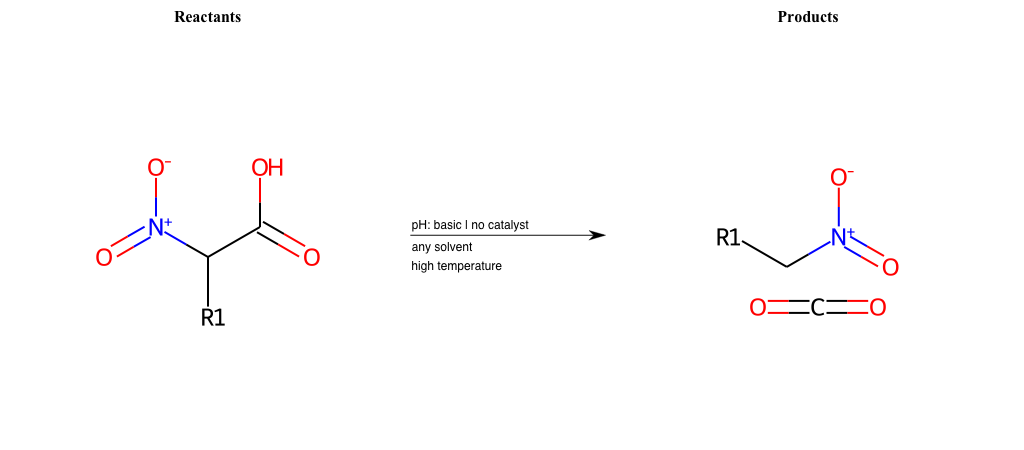 Reactants
Products
O⁻
OH
O⁻
N⁺
R1
N⁺
O
O
O
pH: basic | no catalyst
any solvent
high temperature
O
C
O
R1